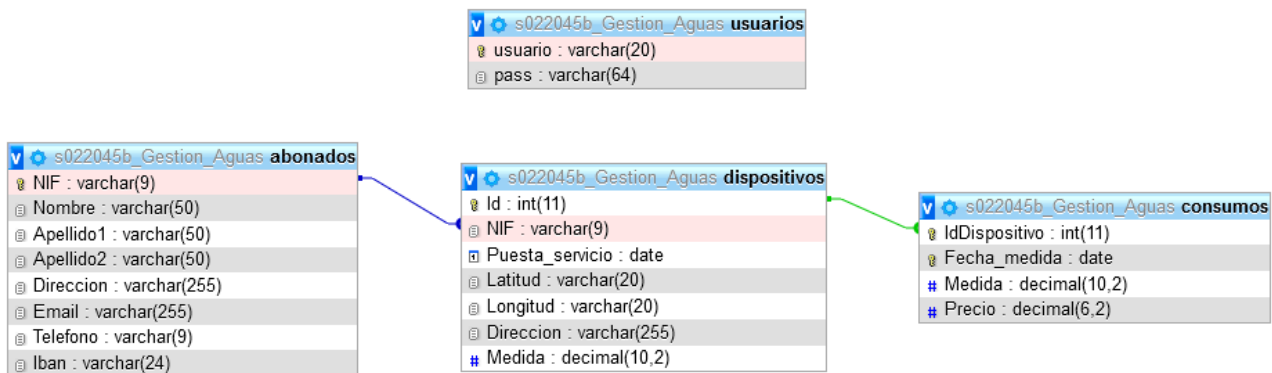 s022045b_Gestion_Aguas usuarios
usuario : varchar(20)
pass : varchar(64)
s022045b_Gestion_Aguas abonados
NIF : varchar(9)
Nombre : varchar(50)
Apellido1 : varchar(50)
Apellido2 : varchar(50)
Direccion : varchar(255)
Email : varchar(255)
Telefono : varchar(9)
Iban : varchar(24)
s022045b_Gestion_Aguas dispositivos
Id : int(11)
NIF : varchar(9)
Puesta_servicio : date
Latitud : varchar(20)
Longitud : varchar(20)
Direccion : varchar(255)
# Medida : decimal(10,2)
s022045b_Gestion_Aguas consumos
IdDispositivo : int(11)
Fecha_medida : date
# Medida : decimal(10,2)
# Precio : decimal(6,2)